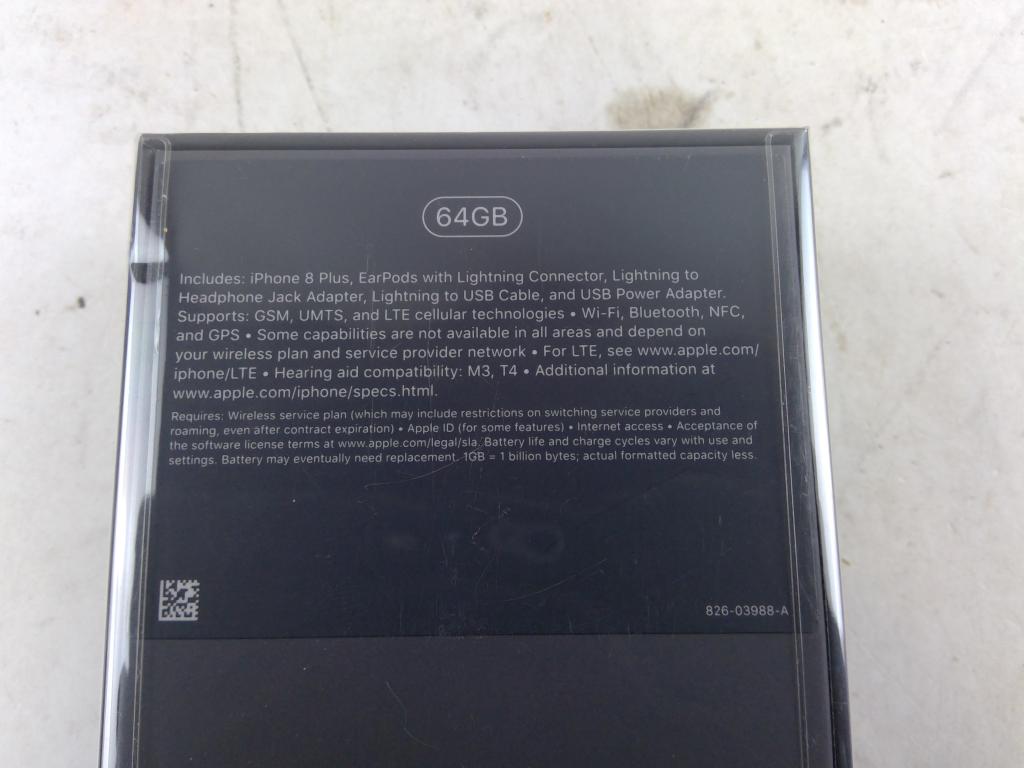 64GB
Includes: iPhone 8 Plus, EarPods with Lightning Connector, Lightning to
Headphone Jack Adapter, Lightning to USB Cable, and USB Power Adapter.
Supports: GSM, UMTS, and LTE cellular technologies • Wi-Fi, Bluetooth, NFC,
and GPS • Some capabilities are not available in all areas and depend on
your wireless plan and service provider network • For LTE, see www.apple.com/
iphone/LTE • Hearing aid compatibility: M3, T4 • Additional information at
www.apple.com/iphone/specs.html.
Requires: Wireless service plan (which may include restrictions on switching service providers and
roaming, even after contract expiration) • Apple ID (for some features) • Internet access • Acceptance of
the software license terms at www.apple.com/legal/sla. Battery life and charge cycles vary with use and
settings. Battery may eventually need replacement. 1GB = 1 billion bytes; actual formatted capacity less.
826-03988-A